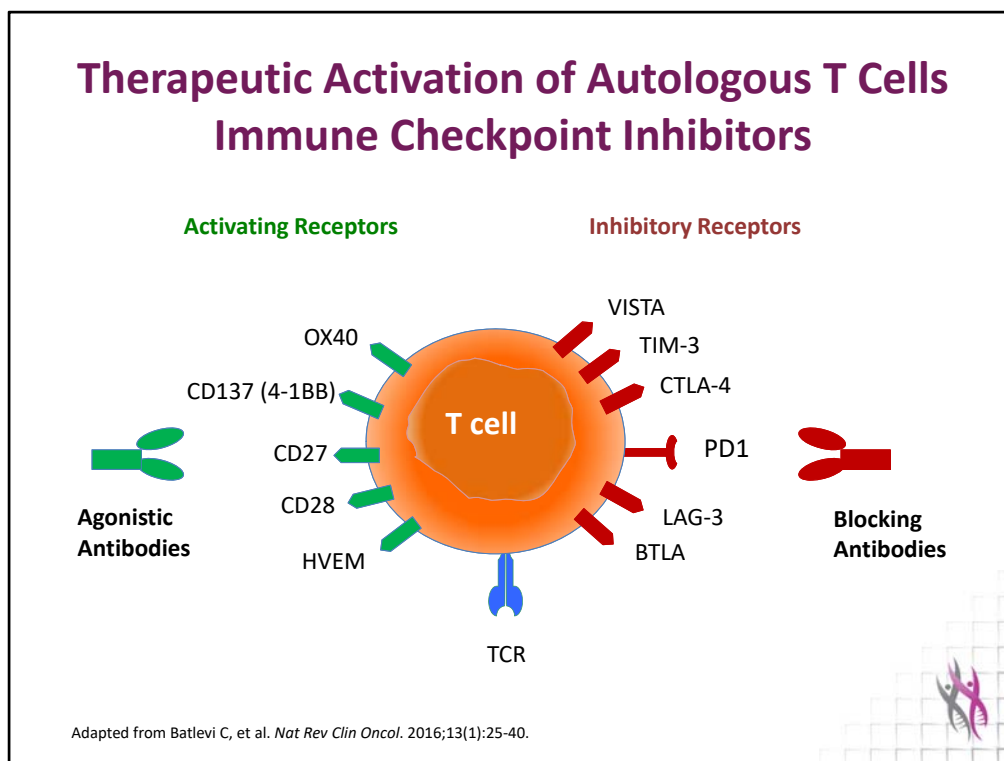 Therapeutic Activation of Autologous T Cells
Immune Checkpoint Inhibitors
Activating Receptors
Inhibitory Receptors
OX40
CD137 (4-1BB)
CD27
CD28
HVEM
Agonistic
Antibodies
T cell
TCR
VISTA
TIM-3
CTLA-4
PD1
LAG-3
BTLA
Blocking
Antibodies
Adapted from Batlevi C, et al. Nat Rev Clin Oncol. 2016;13(1):25-40.